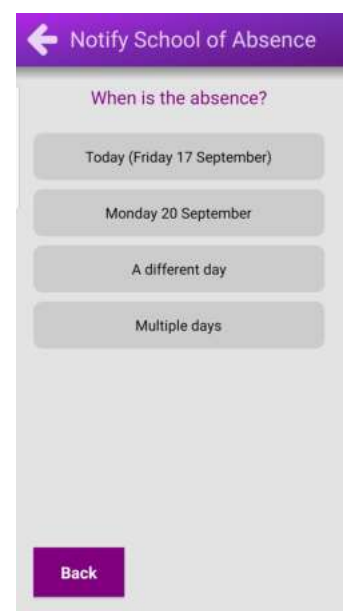 Notify School of Absence
When is the absence?
Today (Friday 17 September)
Monday 20 September
A different day
Multiple days
Back